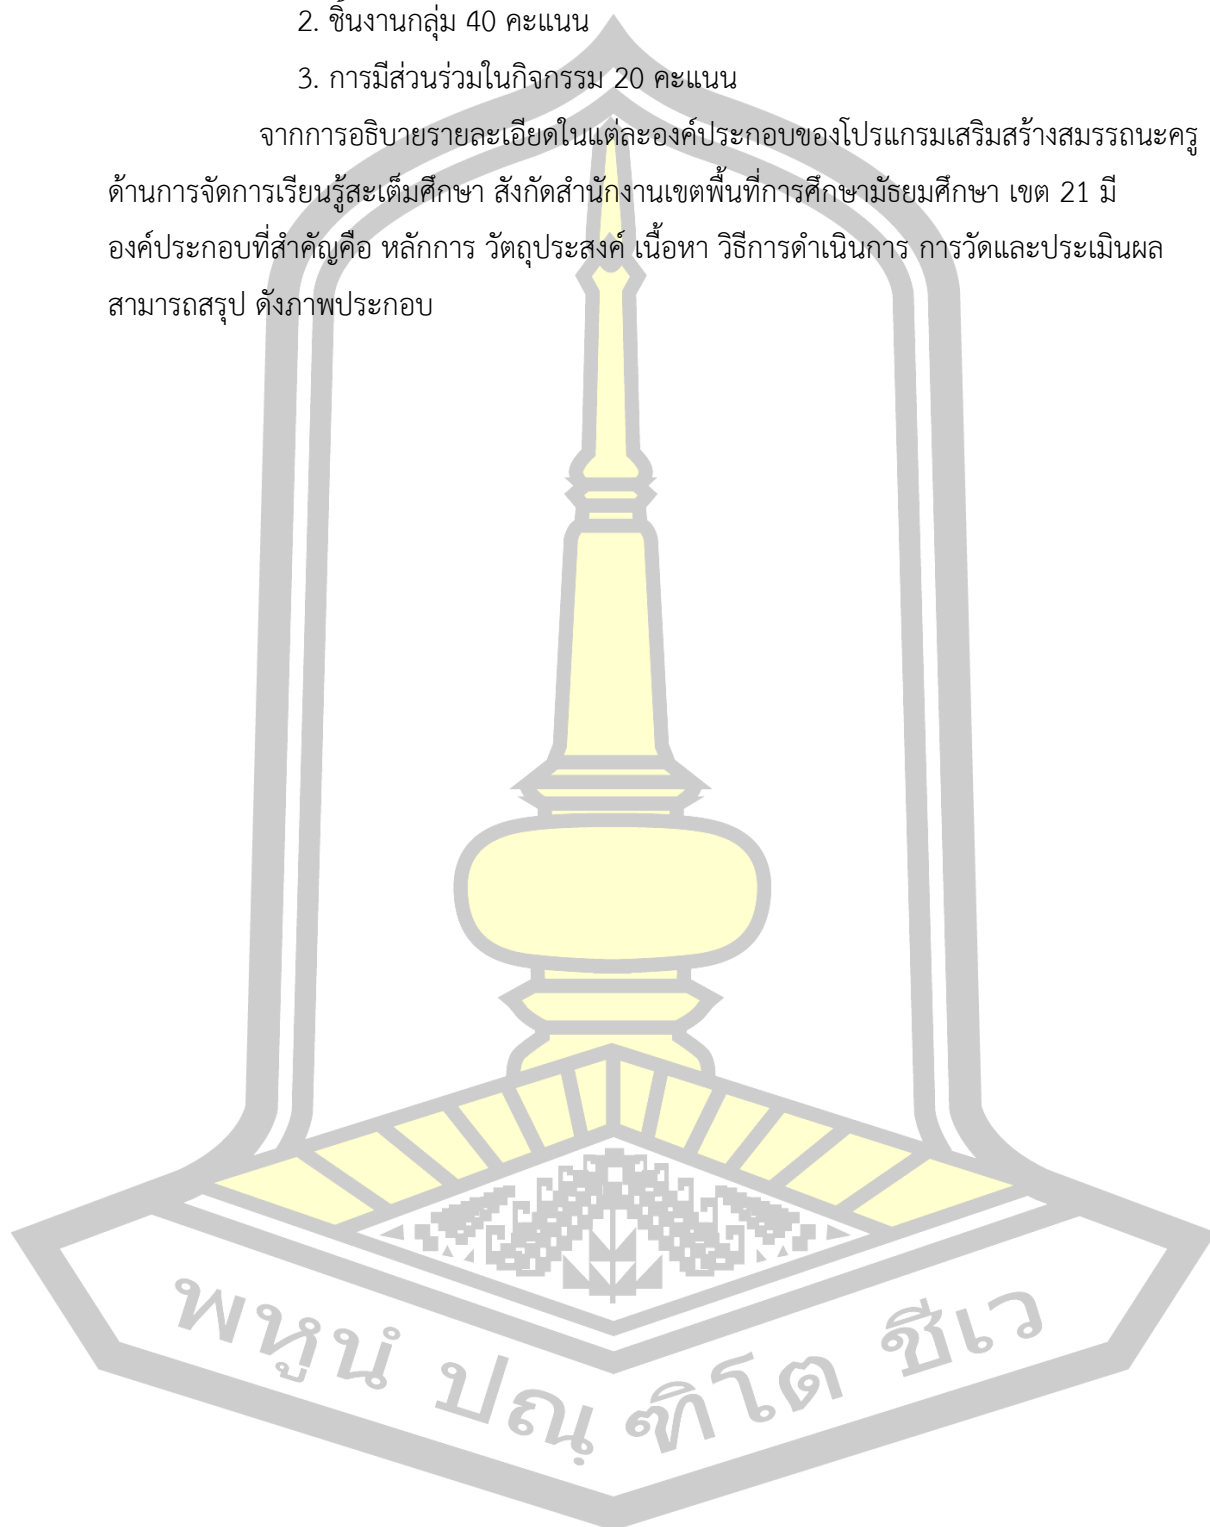 2. ชิ้นงานกลุ่ม 40 คะแนน
3. การมีส่วนร่วมในกิจกรรม 20 คะแนน
จากการอธิบายรายละเอียดในแต่ละองค์ประกอบของโปรแกรมเสริมสร้างสมรรถนะครู
ด้านการจัดการเรียนรู้สะเต็มศึกษา สังกัดสำนักงานเขตพื้นที่การศึกษามัธยมศึกษา เขต 21 มี
องค์ประกอบที่สำคัญคือ หลักการ วัตถุประสงค์ เนื้อหา วิธีการดำเนินการ การวัดและประเมินผล
สามารถสรุป ดังภาพประกอบ
พหูนํ ปณฺฑิโต ชีเว